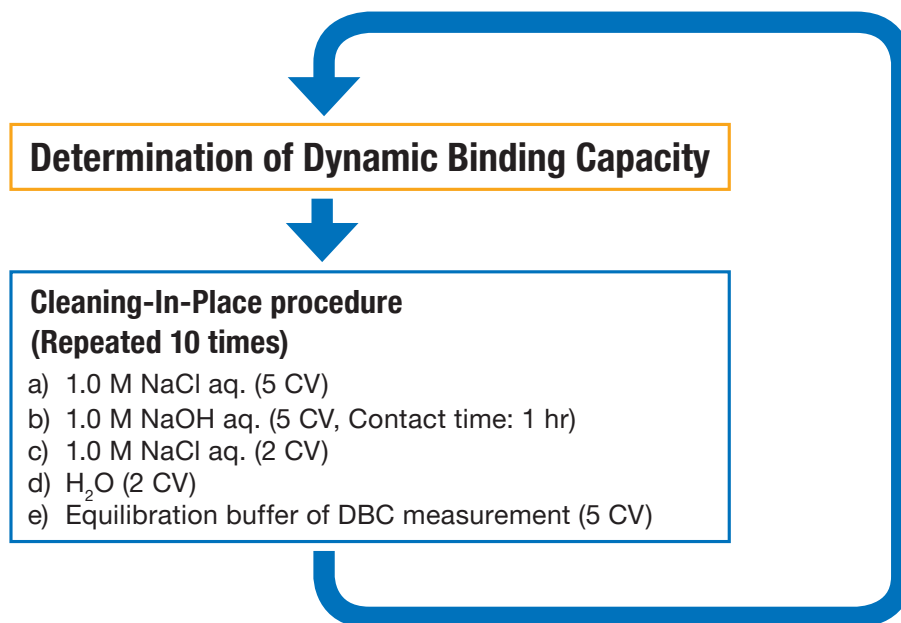 Determination of Dynamic Binding Capacity
Cleaning-In-Place procedure
(Repeated 10 times)
a) 1.0 M NaCl aq. (5 CV)
b) 1.0 M NaOH aq. (5 CV, Contact time: 1 hr)
c) 1.0 M NaCl aq. (2 CV)
d) H₂O (2 CV)
e) Equilibration buffer of DBC measurement (5 CV)